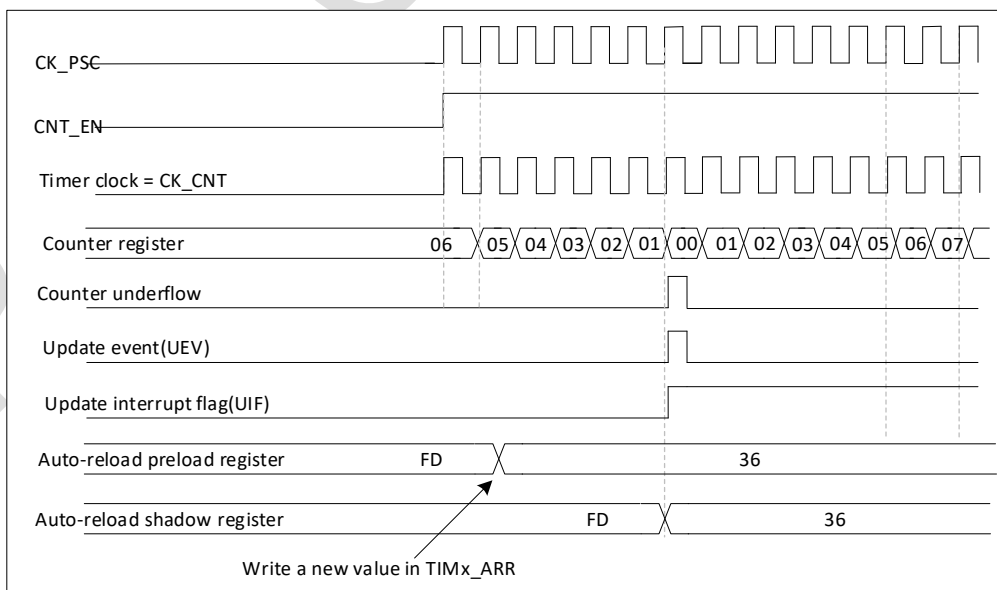 CK_PSC
CNT_EN
Timer clock = CK_CNT
Counter register 06 05 04 03 02 01 00 01 02 03 04 05 06 07
Counter underflow
Update event(UEV)
Update interrupt flag(UIF)
Auto-reload preload register FD 36
Auto-reload shadow register FD 36
Write a new value in TIMx_ARR